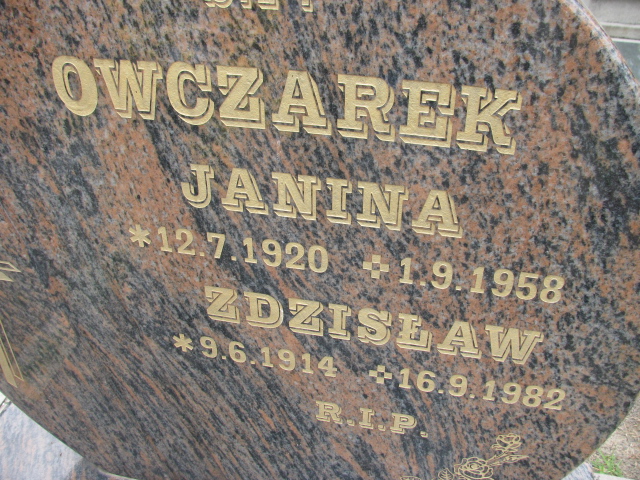 OWCZAREK
JANINA
*12.7.1920 +1.9.1958
ZDZISŁAW
*9.6.1914 +16.9.1982
R.I.P.